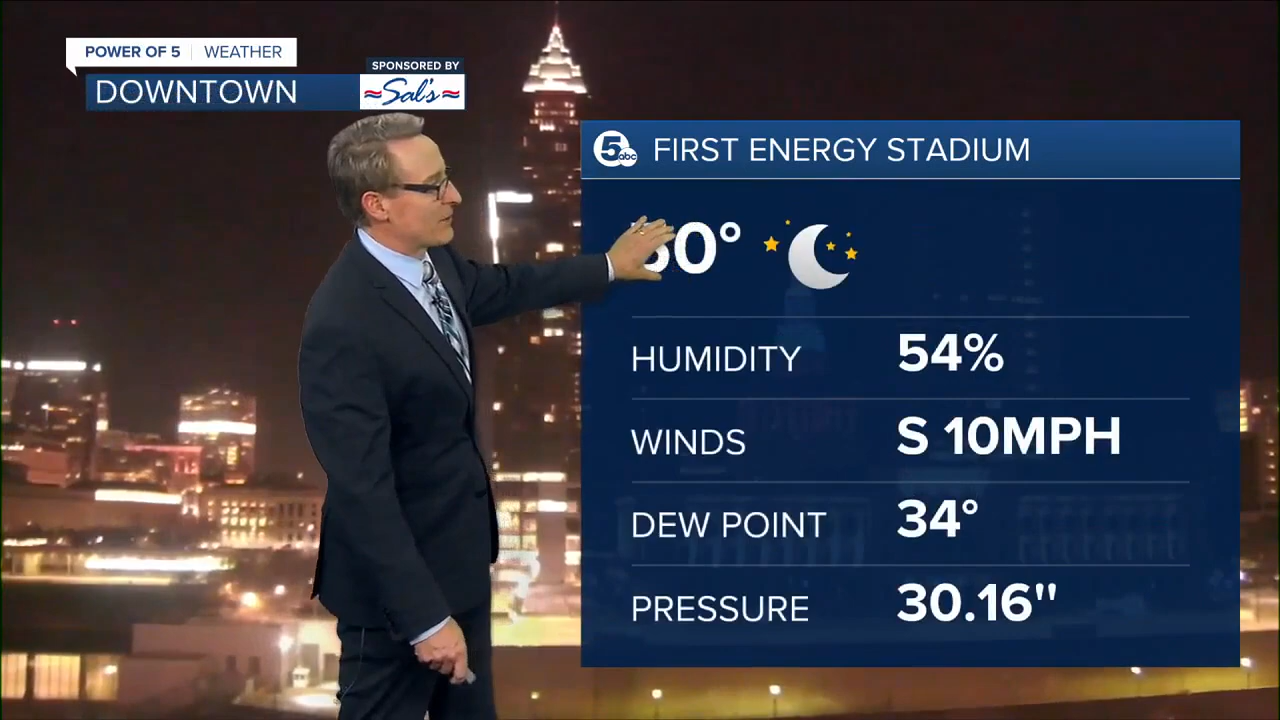 POWER OF 5 WEATHER
SPONSORED BY
DOWNTOWN
Sal's
5 abc
FIRST ENERGY STADIUM
HUMIDITY 54%
WINDS S 10MPH
DEW POINT 34°
PRESSURE 30.16"